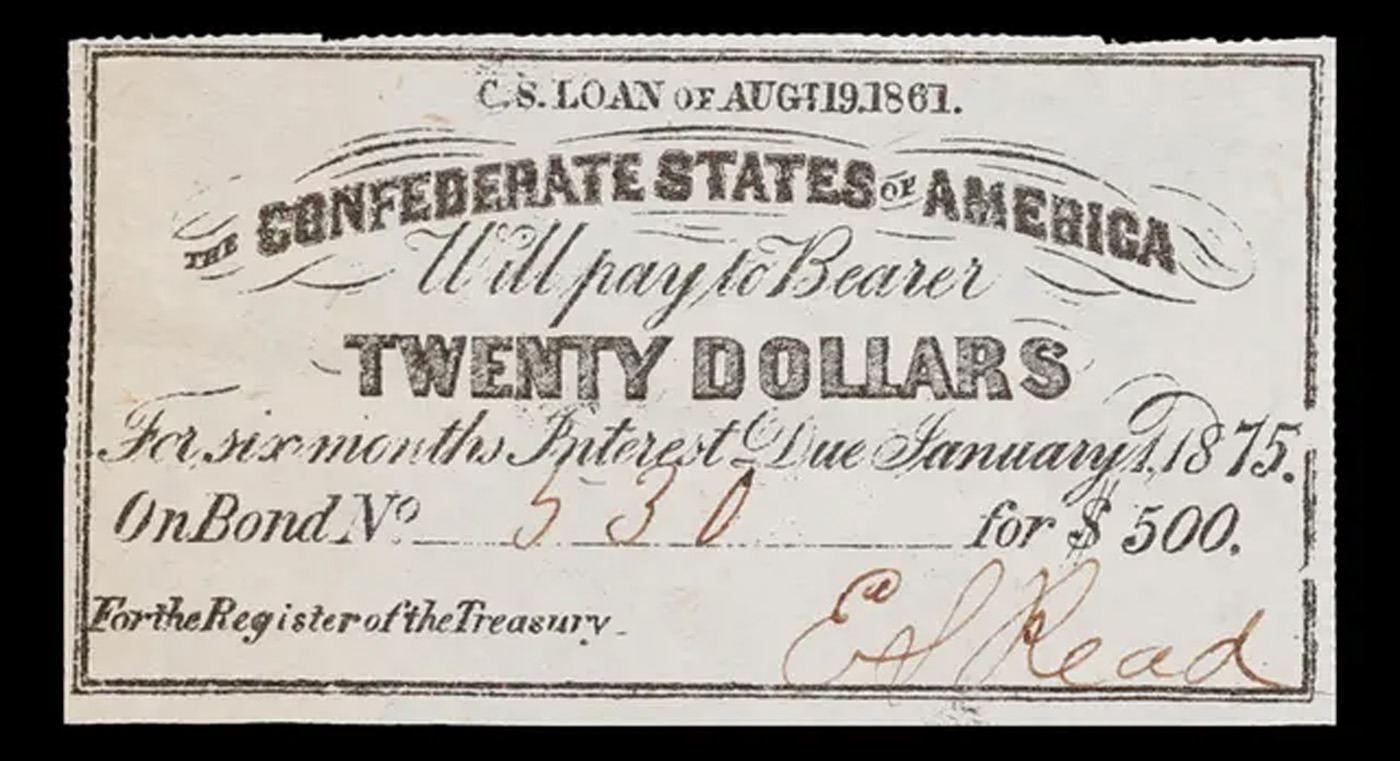 C.S. LOAN OF AUGT 19, 1861.
THE CONFEDERATE STATES OF AMERICA
Will pay to Bearer
TWENTY DOLLARS
For six months Interest Due January 1, 1875.
On Bond No. 530 for $ 500.
For the Register of the Treasury.
E A Read